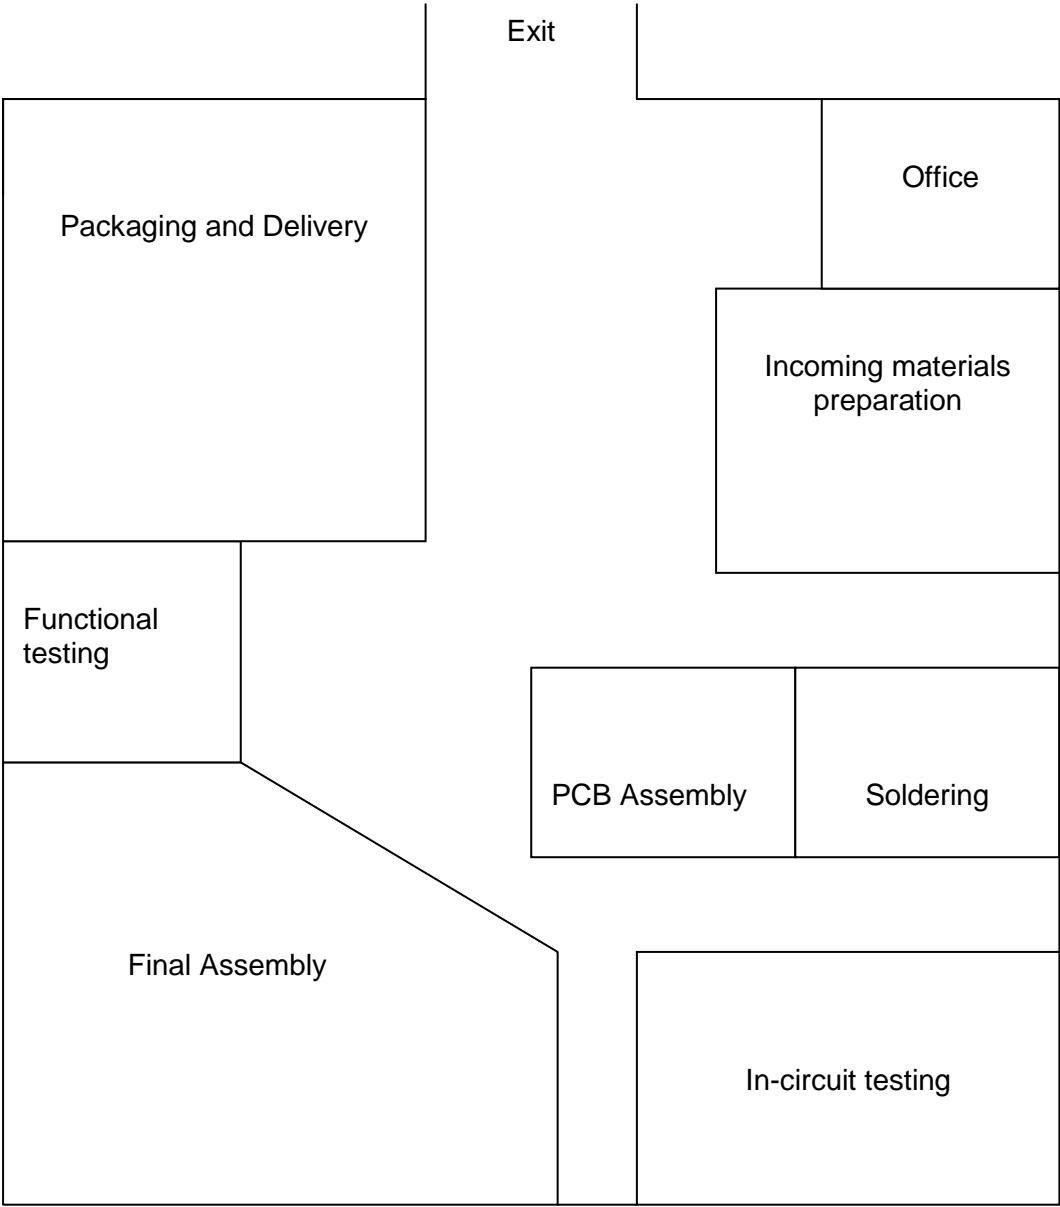 Exit
Office
Packaging and Delivery
Incoming materials
preparation
Functional
testing
PCB Assembly
Soldering
Final Assembly
In-circuit testing